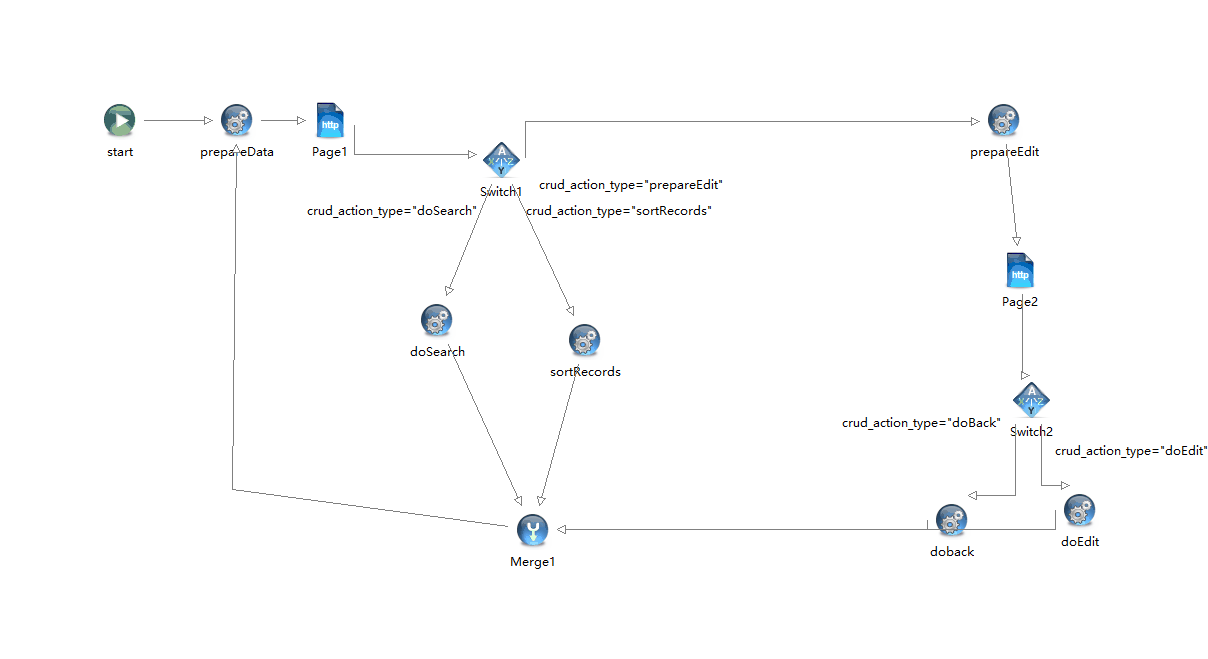 start
prepareData
http
Page1
A
X Z
Y
Switch1
prepareEdit
crud_action_type="prepareEdit"
crud_action_type="doSearch"
crud_action_type="sortRecords"
http
Page2
doSearch
sortRecords
A
X Z
Y
crud_action_type="doBack"
Switch2
crud_action_type="doEdit"
Merge1
doback
doEdit